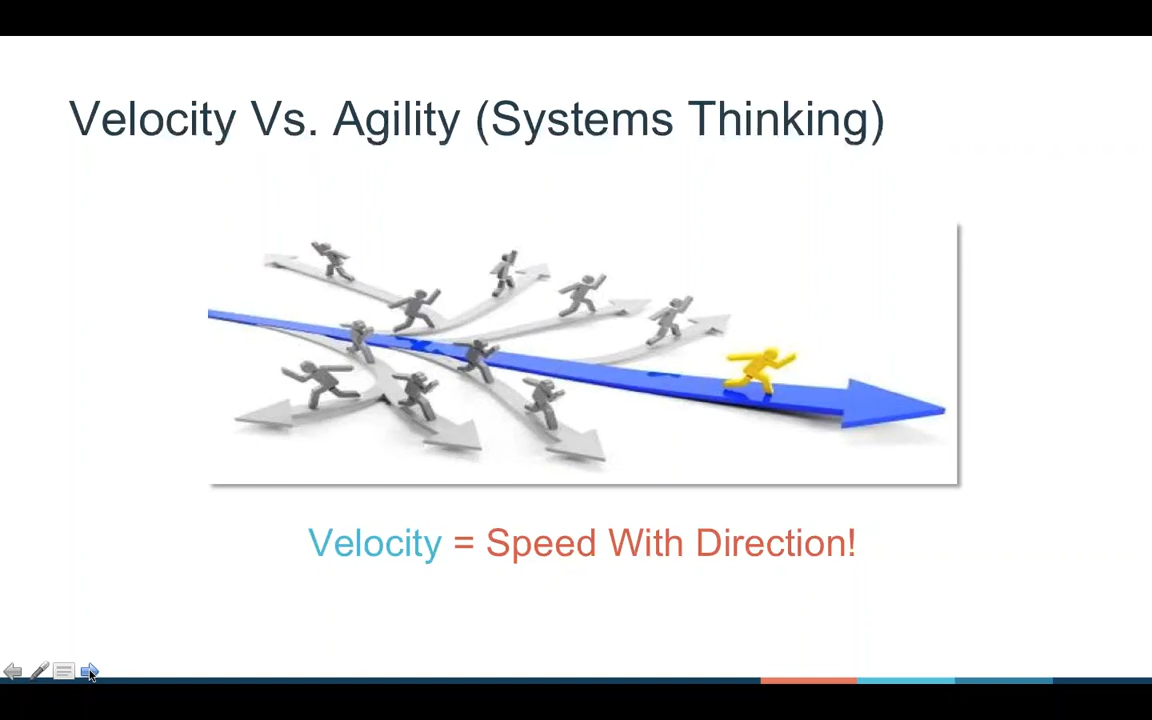 Velocity Vs. Agility (Systems Thinking)
Velocity = Speed With Direction!